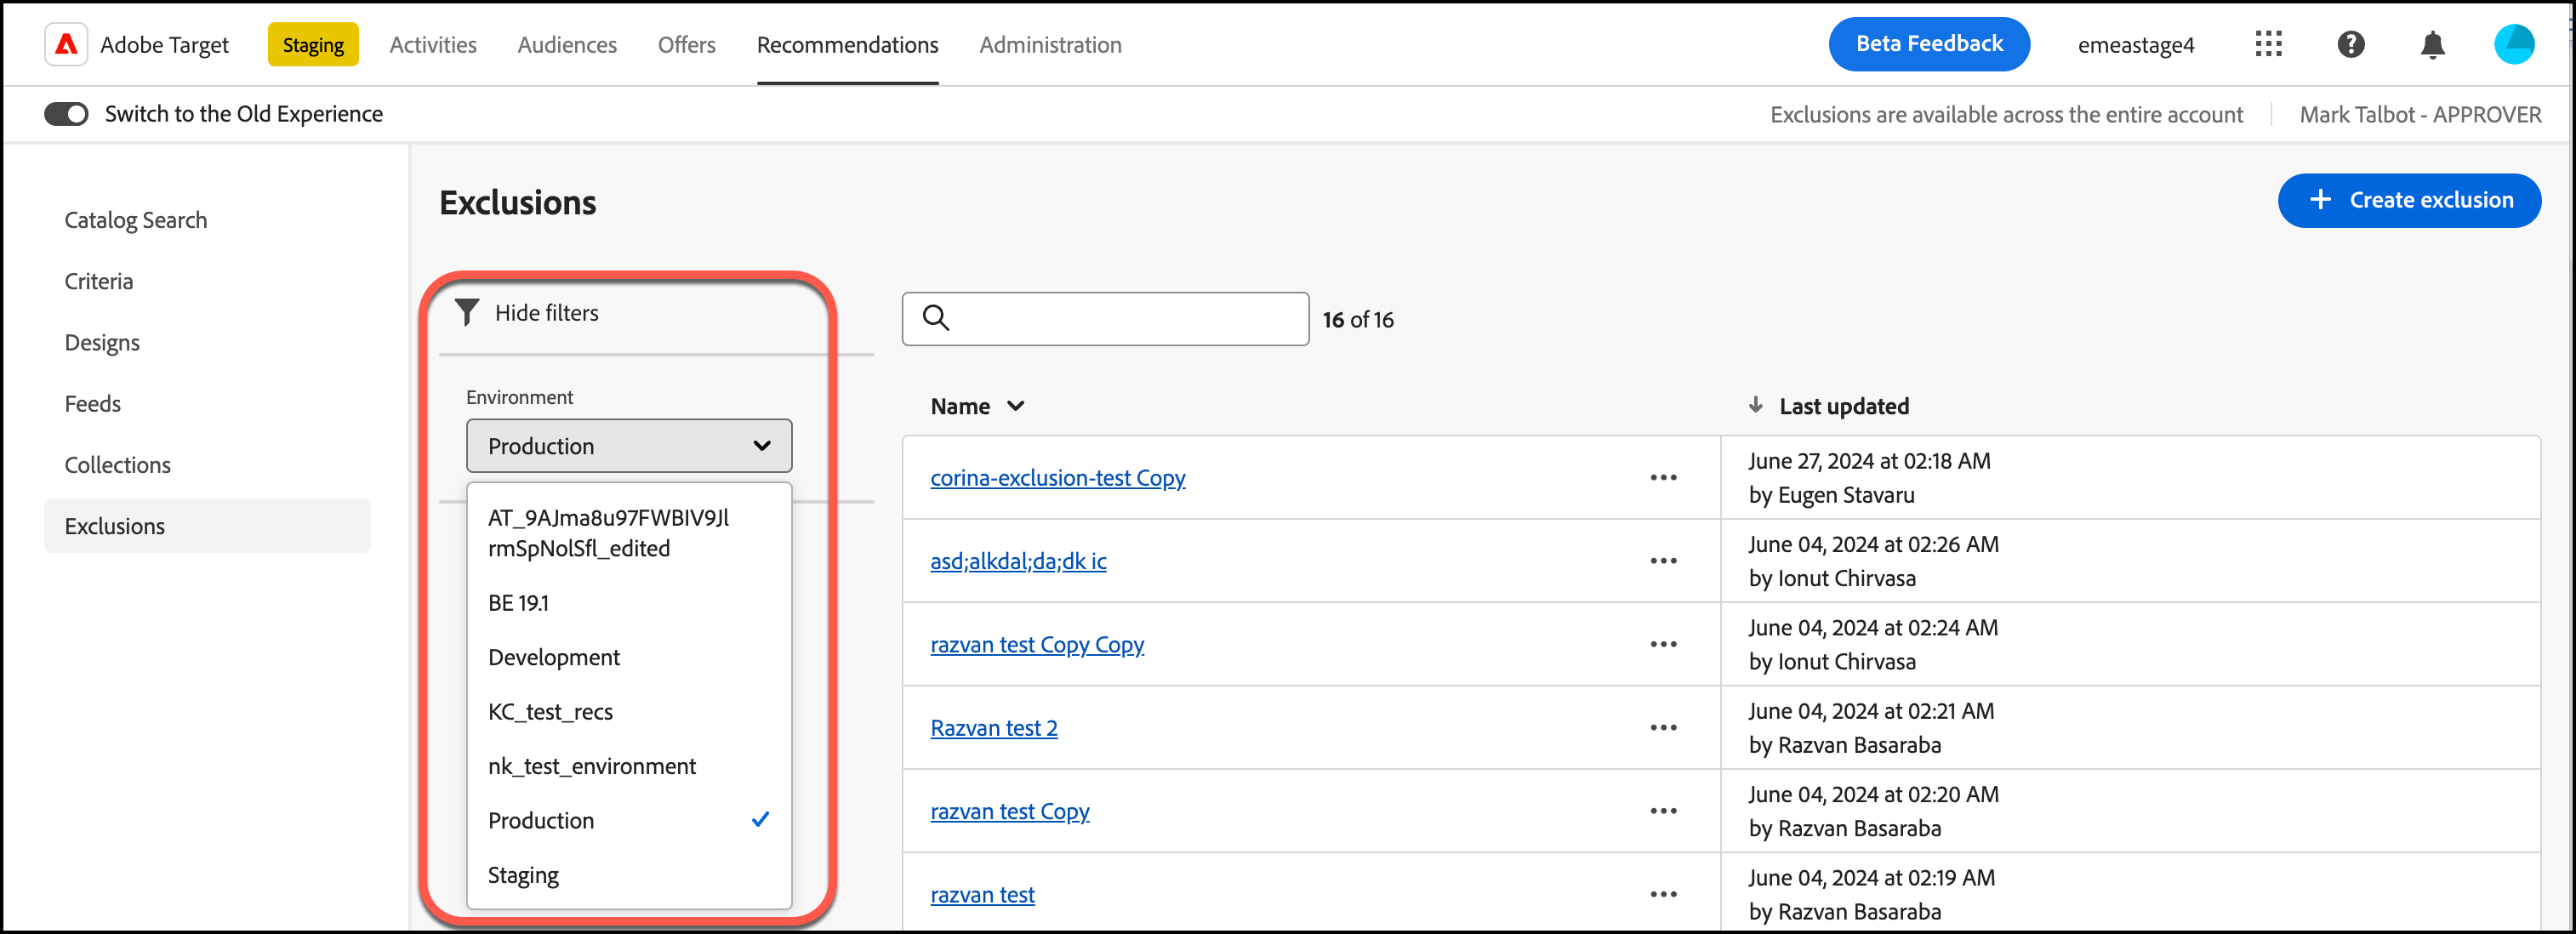 Adobe Target
Staging
Activities
Audiences
Offers
Recommendations
Administration
Beta Feedback
emeastage4
Switch to the Old Experience
Exclusions are available across the entire account
Mark Talbot - APPROVER
Catalog Search
Criteria
Designs
Feeds
Collections
Exclusions
Exclusions
+ Create exclusion
Hide filters
Environment
Production
AT_9AJma8u97FWBIV9Jl
rmSpNolSfl_edited
BE 19.1
Development
KC_test_recs
nk_test_environment
Production
Staging
16 of 16
Name
Last updated
corina-exclusion-test Copy
June 27, 2024 at 02:18 AM
by Eugen Stavaru
asd;alkdal;da;dk ic
June 04, 2024 at 02:26 AM
by Ionut Chirvasa
razvan test Copy Copy
June 04, 2024 at 02:24 AM
by Ionut Chirvasa
Razvan test 2
June 04, 2024 at 02:21 AM
by Razvan Basaraba
razvan test Copy
June 04, 2024 at 02:20 AM
by Razvan Basaraba
razvan test
June 04, 2024 at 02:19 AM
by Razvan Basaraba